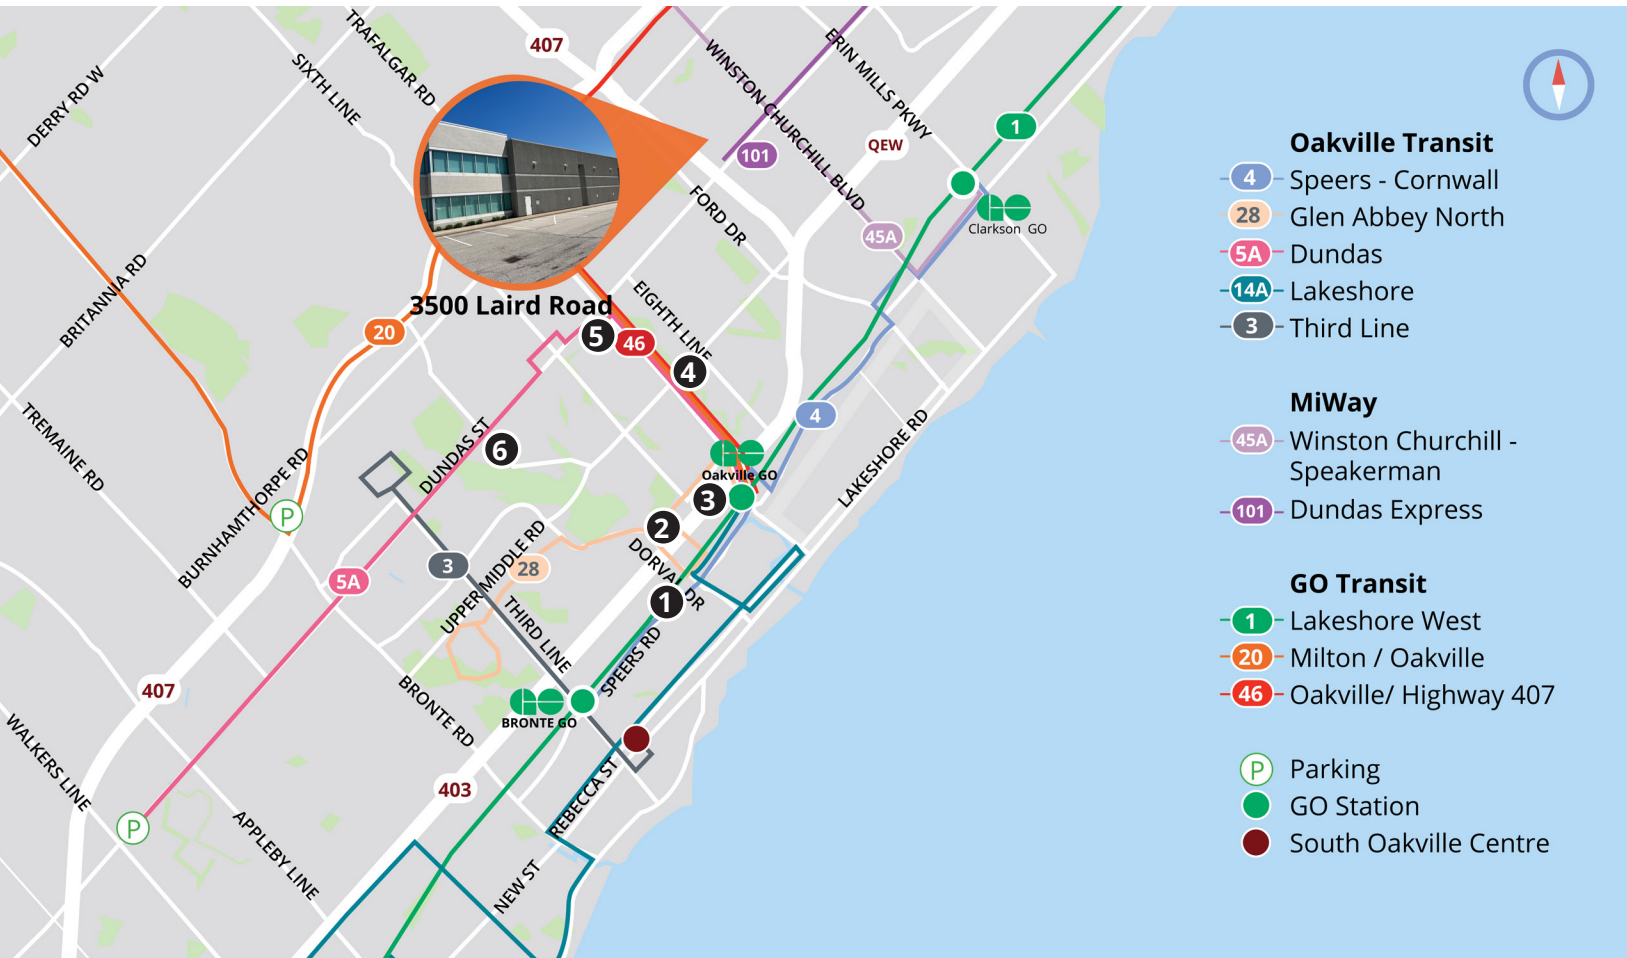 407
TRAFALGAR RD
SIXTH LINE
DERRY RD W
WINSTON CHURCHILL BLVD
ERIN MILLS PKWY
1
QEW
101
FORD DR
45A
Clarkson GO
BRITANNIA RD
3500 Laird Road
20
5
46
EIGHTH LINE
4
4
TREMAINE RD
DUNDAS ST
6
LAKESHORE RD
Oakville GO
3
BURNHAMTHORPE RD
P
2
UPPER MIDDLE RD
DORVAL DR
3
28
5A
1
THIRD LINE
SPEERS RD
407
BRONTE RD
BRONTE GO
WALKERS LINE
403
REBECCA ST
P
APPLEBY LINE
NEW ST
Oakville Transit
4 Speers - Cornwall
28 Glen Abbey North
5A Dundas
14A Lakeshore
3 Third Line
MiWay
45A Winston Churchill -
Speakerman
101 Dundas Express
GO Transit
1 Lakeshore West
20 Milton / Oakville
46 Oakville/ Highway 407
P Parking
GO Station
South Oakville Centre